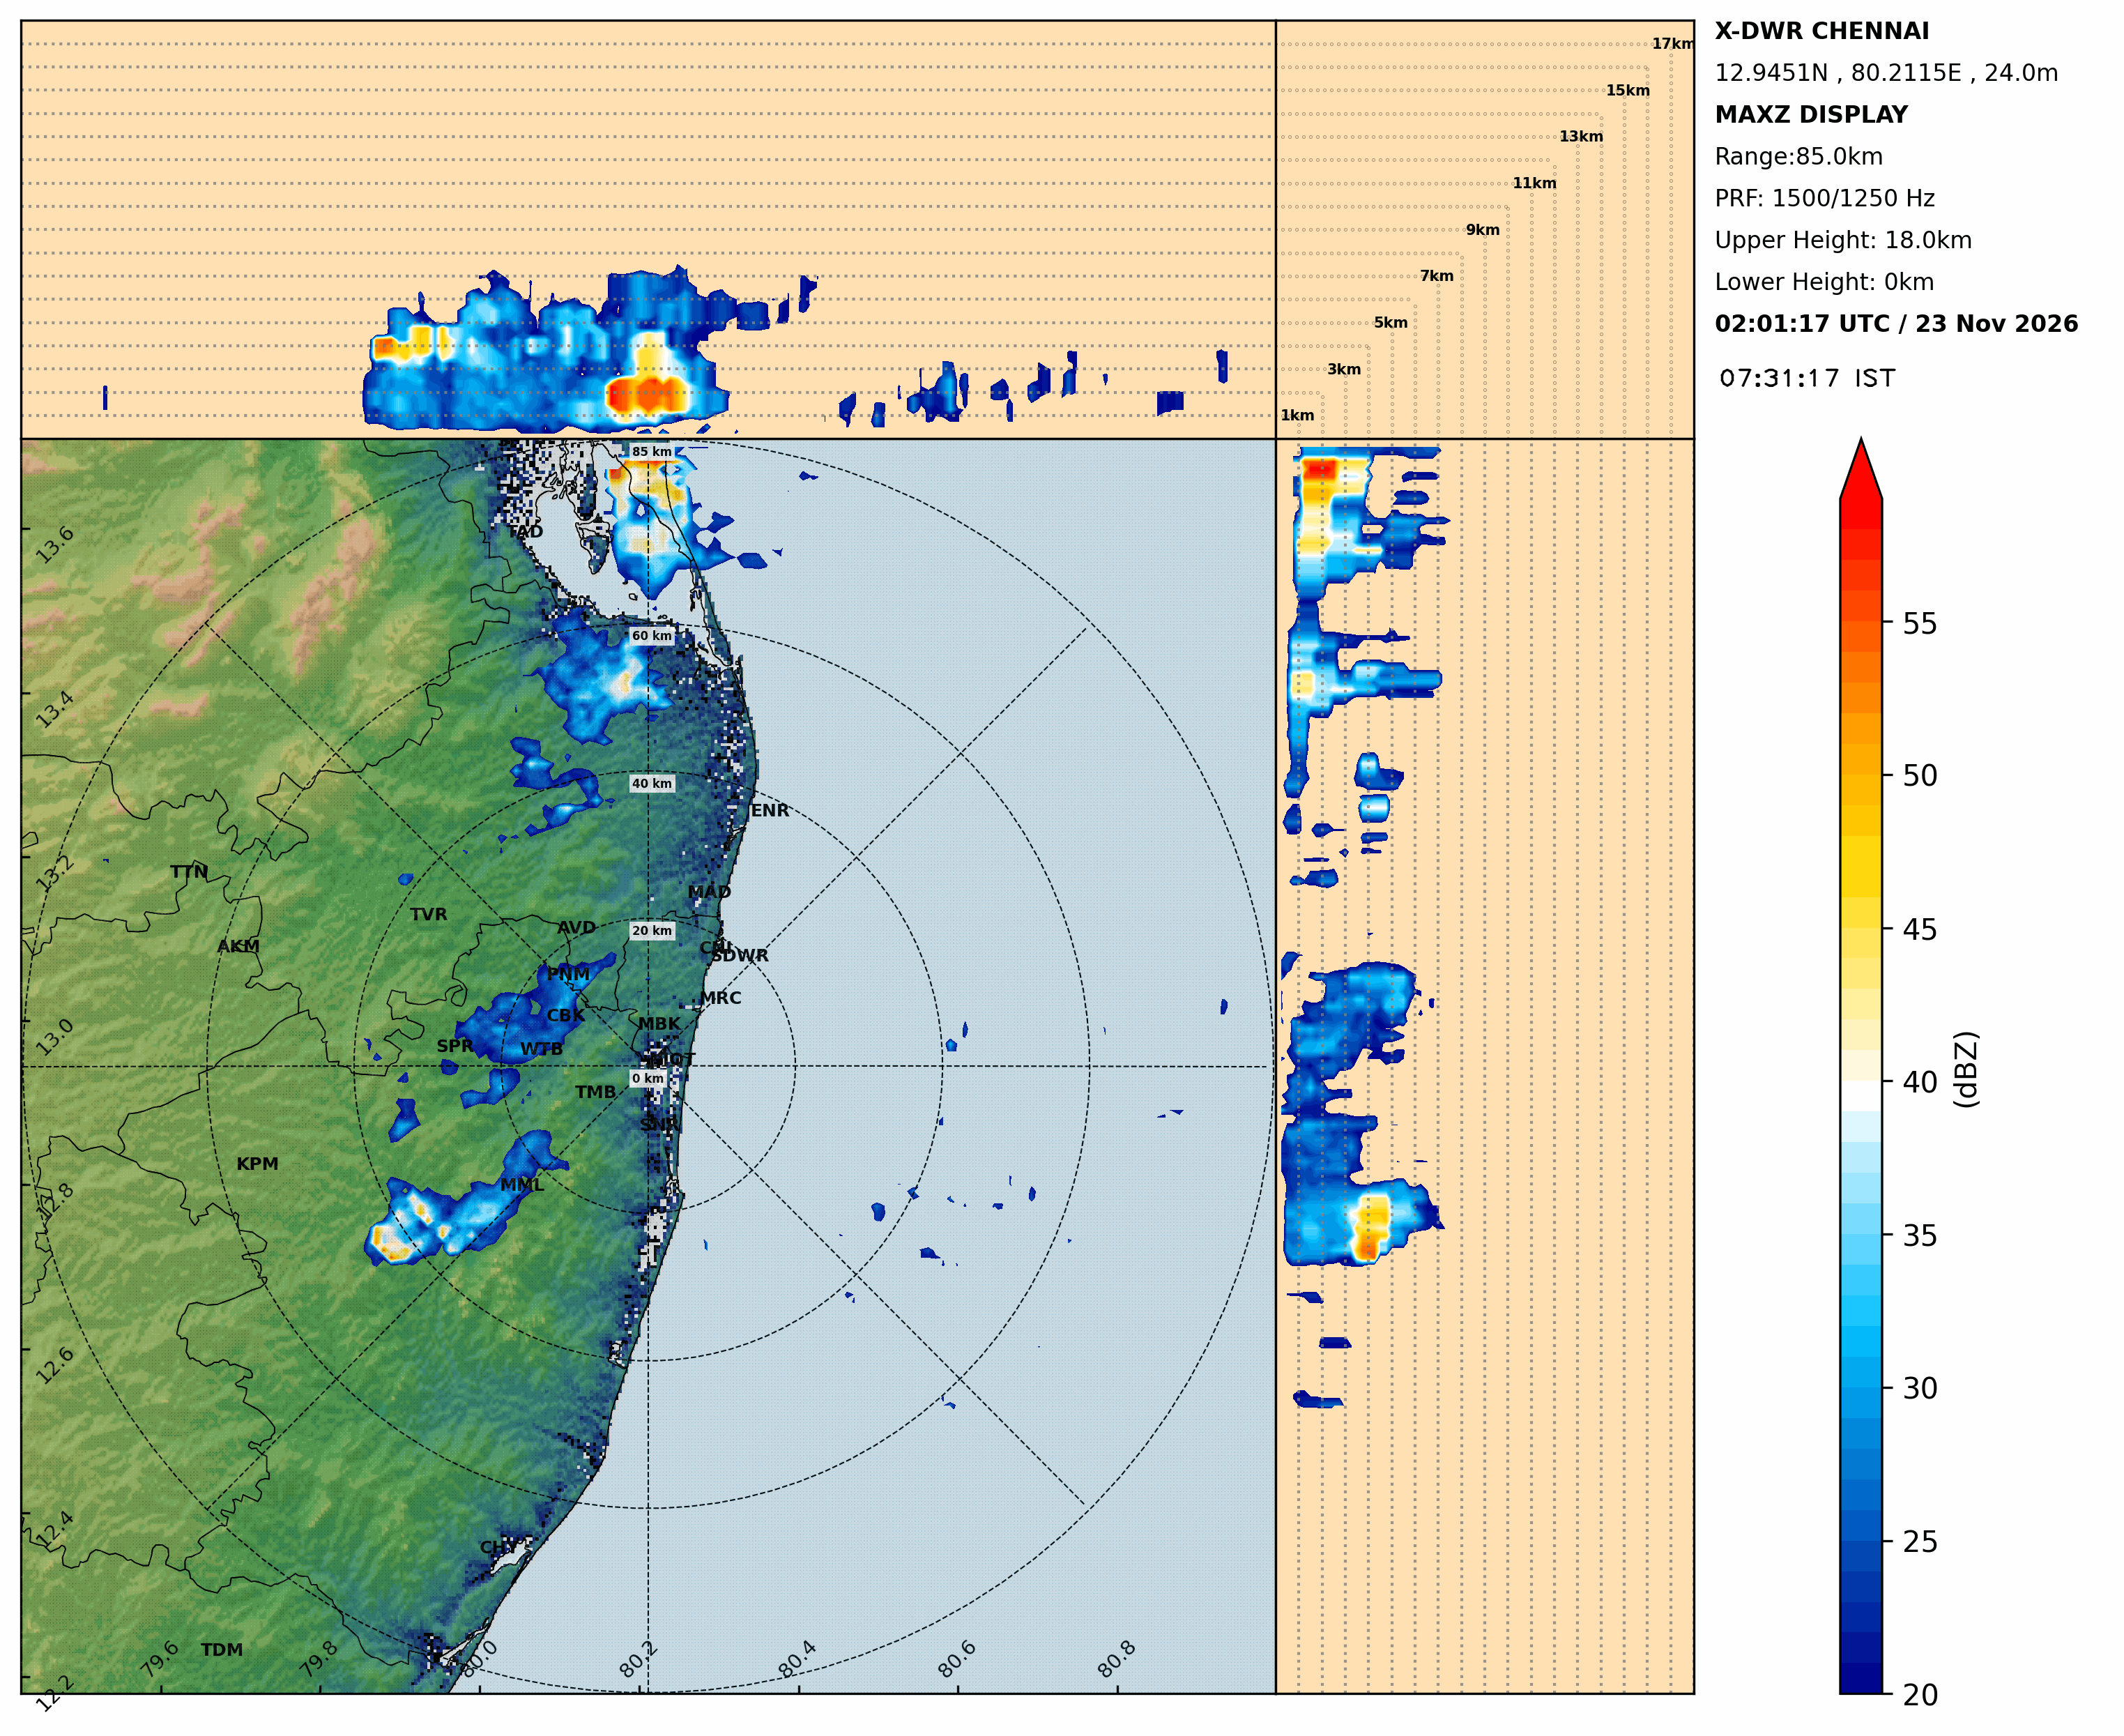 X-DWR CHENNAI
12.9451N , 80.2115E , 24.0m
MAXZ DISPLAY
Range:85.0km
PRF: 1500/1250 Hz
Upper Height: 18.0km
Lower Height: 0km
02:01:17 UTC / 23 Nov 2026
07:31:17 IST
17km
15km
13km
11km
9km
7km
5km
3km
1km
85 km
60 km
40 km
20 km
0 km
TAD
ENR
MAD
TTN
TVR
AVD
AKM
SDWR
PNM
MRC
CBK
MBK
SPR
WTB
TMB
SNR
KPM
MML
CHY
TDM
13.6
13.4
13.2
13.0
12.8
12.6
12.4
12.2
79.6
79.8
80.0
80.2
80.4
80.6
80.8
55
50
45
40
35
30
25
20
(dBZ)